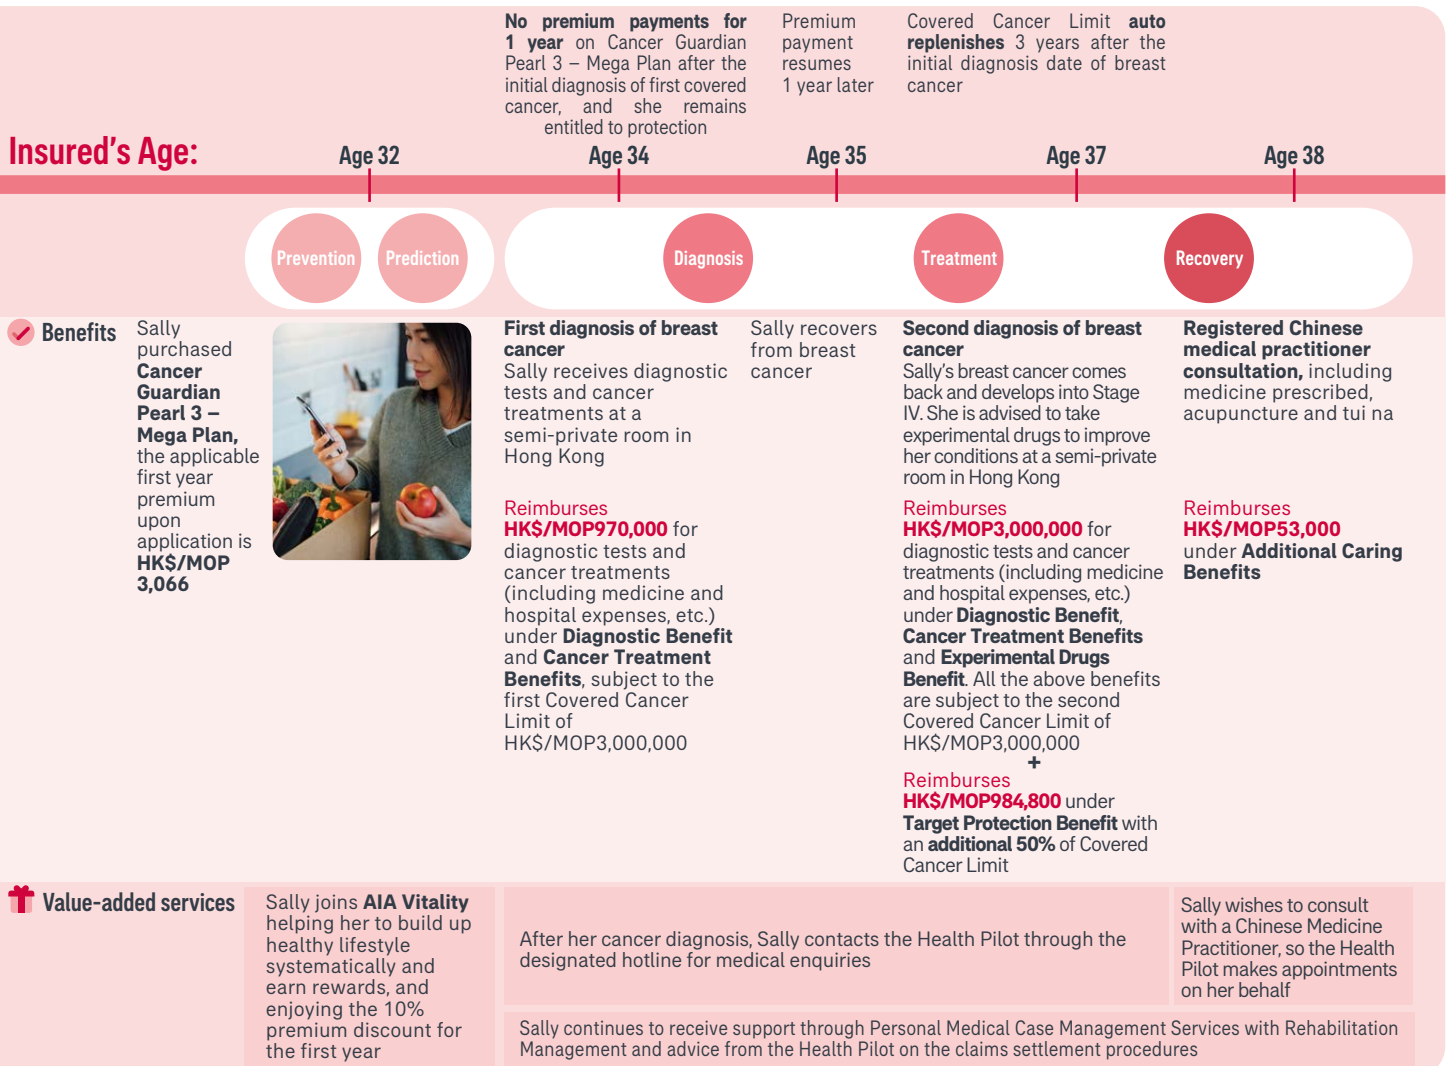 No premium payments for
1 year on Cancer Guardian
Pearl 3 – Mega Plan after the
initial diagnosis of first covered
cancer, and she remains
entitled to protection
Premium
payment
resumes
1 year later
Covered Cancer Limit auto
replenishes 3 years after the
initial diagnosis date of breast
cancer
Insured's Age:
Age 32
Age 34
Age 35
Age 37
Age 38
Prevention
Prediction
Diagnosis
Treatment
Recovery
Benefits
Sally
purchased
Cancer
Guardian
Pearl 3 –
Mega Plan,
the applicable
first year
premium
upon
application is
HK$/MOP
3,066
First diagnosis of breast
cancer
Sally receives diagnostic
tests and cancer
treatments at a
semi-private room in
Hong Kong
Reimburses
HK$/MOP970,000 for
diagnostic tests and
cancer treatments
(including medicine and
hospital expenses, etc.)
under Diagnostic Benefit
and Cancer Treatment
Benefits, subject to the
first Covered Cancer
Limit of
HK$/MOP3,000,000
Sally recovers
from breast
cancer
Second diagnosis of breast
cancer
Sally's breast cancer comes
back and develops into Stage
IV. She is advised to take
experimental drugs to improve
her conditions at a semi-private
room in Hong Kong
Reimburses
HK$/MOP3,000,000 for
diagnostic tests and cancer
treatments (including medicine
and hospital expenses, etc.)
under Diagnostic Benefit,
Cancer Treatment Benefits
and Experimental Drugs
Benefit. All the above benefits
are subject to the second
Covered Cancer Limit of
HK$/MOP3,000,000
+
Reimburses
HK$/MOP984,800 under
Target Protection Benefit with
an additional 50% of Covered
Cancer Limit
Registered Chinese
medical practitioner
consultation, including
medicine prescribed,
acupuncture and tui na
Reimburses
HK$/MOP53,000
under Additional Caring
Benefits
Value-added services
Sally joins AIA Vitality
helping her to build up
healthy lifestyle
systematically and
earn rewards, and
enjoying the 10%
premium discount for
the first year
After her cancer diagnosis, Sally contacts the Health Pilot through the
designated hotline for medical enquiries
Sally wishes to consult
with a Chinese Medicine
Practitioner, so the Health
Pilot makes appointments
on her behalf
Sally continues to receive support through Personal Medical Case Management Services with Rehabilitation
Management and advice from the Health Pilot on the claims settlement procedures